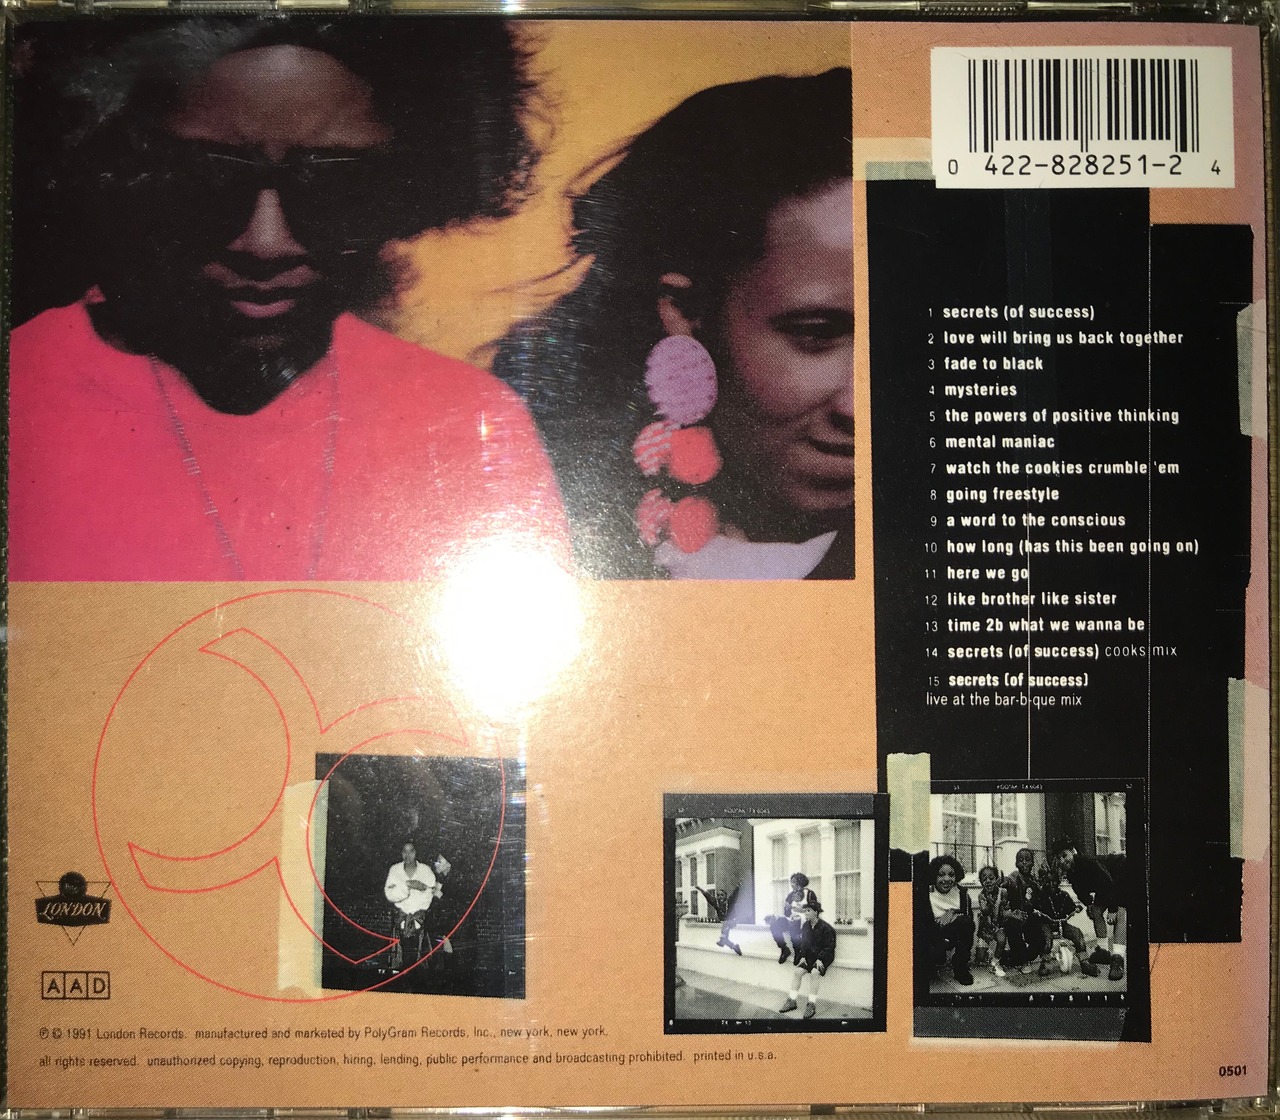 0 422-828251-2 4
1 secrets (of success)
2 love will bring us back together
3 fade to black
4 mysteries
5 the powers of positive thinking
6 mental maniac
7 watch the cookies crumble 'em
8 going freestyle
9 a word to the conscious
10 how long (has this been going on)
11 here we go
12 like brother like sister
13 time 2b what we wanna be
14 secrets (of success) cooks mix
15 secrets (of success)
live at the bar-b-que mix
LONDON
AAD
℗ © 1991 London Records. manufactured and marketed by PolyGram Records, Inc., new york, new york.
all rights reserved. unauthorized copying, reproduction, hiring, lending, public performance and broadcasting prohibited. printed in u.s.a.
0501